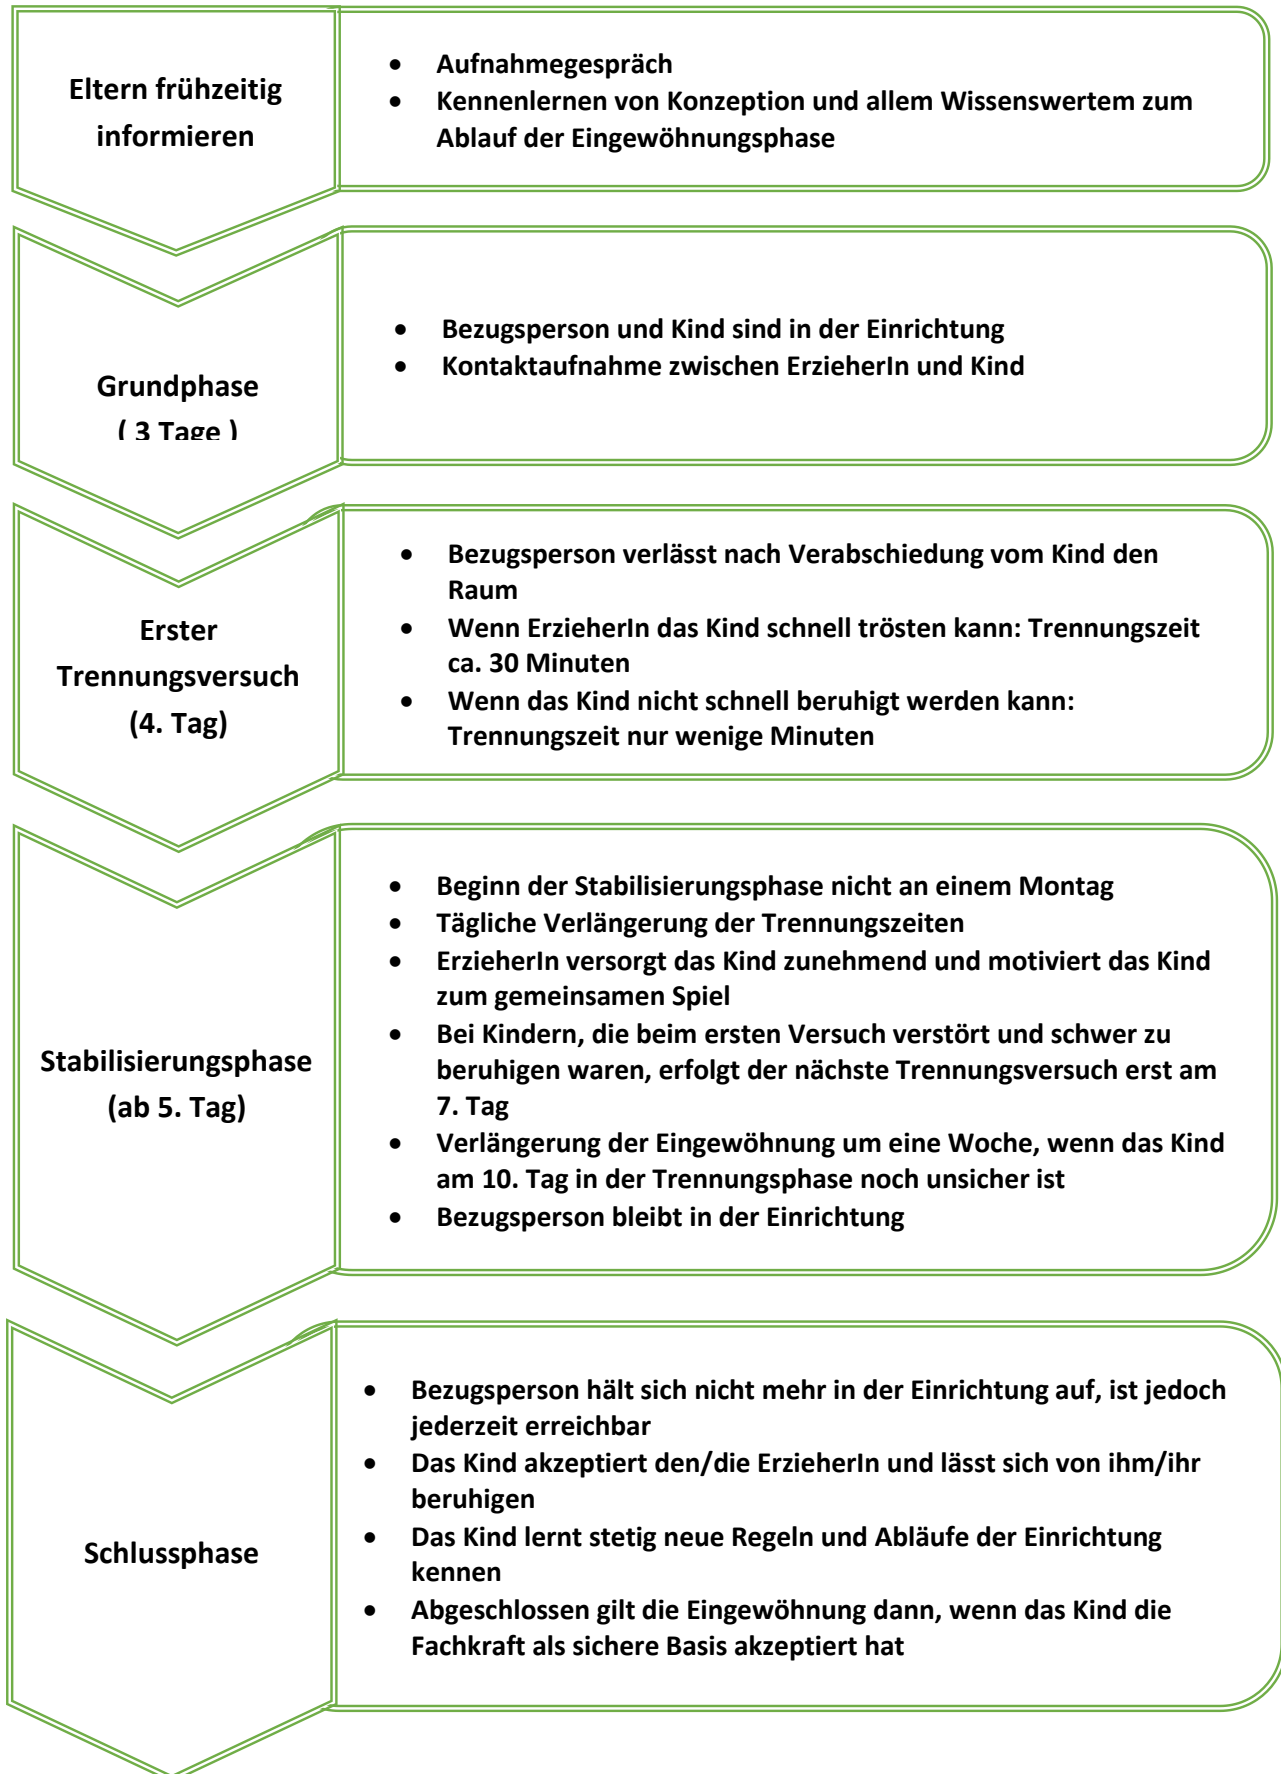 Eltern frühzeitig
informieren
• Aufnahmegespräch
• Kennenlernen von Konzeption und allem Wissenswertem zum
Ablauf der Eingewöhnungsphase
Grundphase
( 3 Tage )
• Bezugsperson und Kind sind in der Einrichtung
• Kontaktaufnahme zwischen ErzieherIn und Kind
Erster
Trennungsversuch
(4. Tag)
• Bezugsperson verlässt nach Verabschiedung vom Kind den
Raum
• Wenn ErzieherIn das Kind schnell trösten kann: Trennungszeit
ca. 30 Minuten
• Wenn das Kind nicht schnell beruhigt werden kann:
Trennungszeit nur wenige Minuten
Stabilisierungsphase
(ab 5. Tag)
• Beginn der Stabilisierungsphase nicht an einem Montag
• Tägliche Verlängerung der Trennungszeiten
• ErzieherIn versorgt das Kind zunehmend und motiviert das Kind
zum gemeinsamen Spiel
• Bei Kindern, die beim ersten Versuch verstört und schwer zu
beruhigen waren, erfolgt der nächste Trennungsversuch erst am
7. Tag
• Verlängerung der Eingewöhnung um eine Woche, wenn das Kind
am 10. Tag in der Trennungsphase noch unsicher ist
• Bezugsperson bleibt in der Einrichtung
Schlussphase
• Bezugsperson hält sich nicht mehr in der Einrichtung auf, ist jedoch
jederzeit erreichbar
• Das Kind akzeptiert den/die ErzieherIn und lässt sich von ihm/ihr
beruhigen
• Das Kind lernt stetig neue Regeln und Abläufe der Einrichtung
kennen
• Abgeschlossen gilt die Eingewöhnung dann, wenn das Kind die
Fachkraft als sichere Basis akzeptiert hat